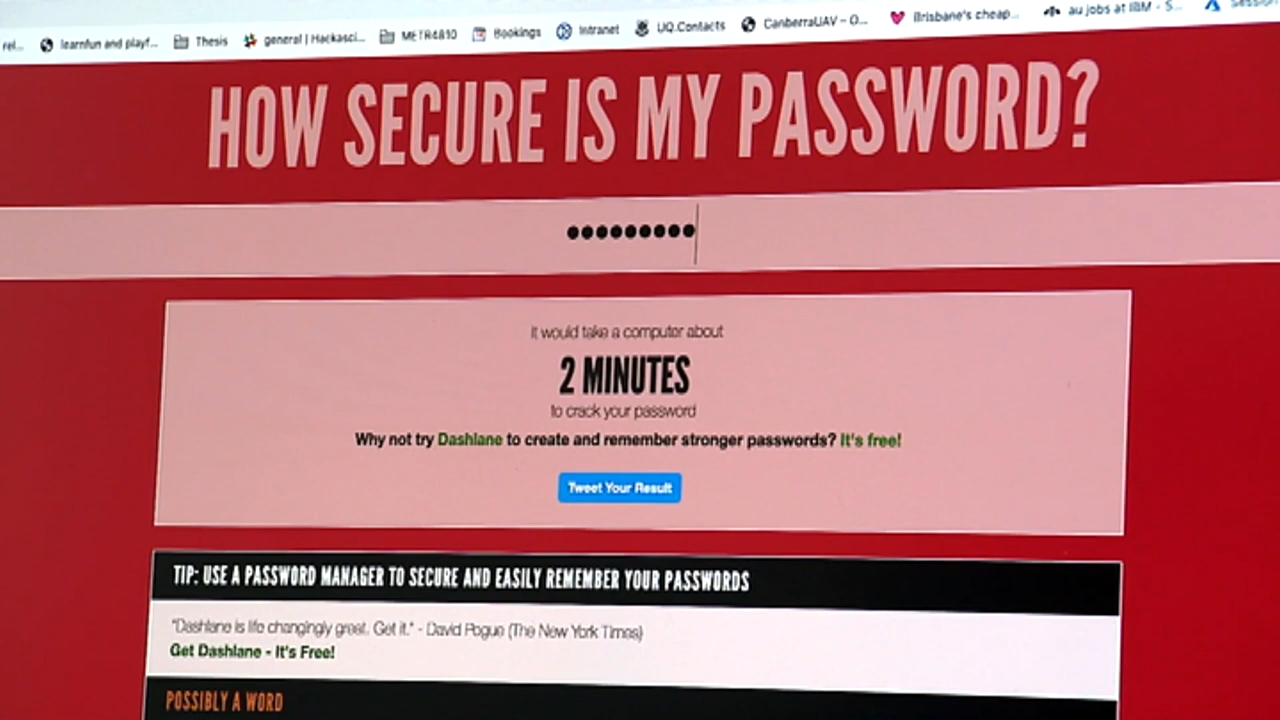 rel... learnfun and playf... Thesis general | Hackasci... METR4810 Bookings Intranet UQ Contacts CanberraUAV – O... Brisbane's cheap... au jobs at IBM - S... Session
HOW SECURE IS MY PASSWORD?
•••••••••
It would take a computer about
2 MINUTES
to crack your password
Why not try Dashlane to create and remember stronger passwords? It's free!
Tweet Your Result
TIP: USE A PASSWORD MANAGER TO SECURE AND EASILY REMEMBER YOUR PASSWORDS
"Dashlane is life changingly great. Get it." - David Pogue (The New York Times)
Get Dashlane - It's Free!
POSSIBLY A WORD